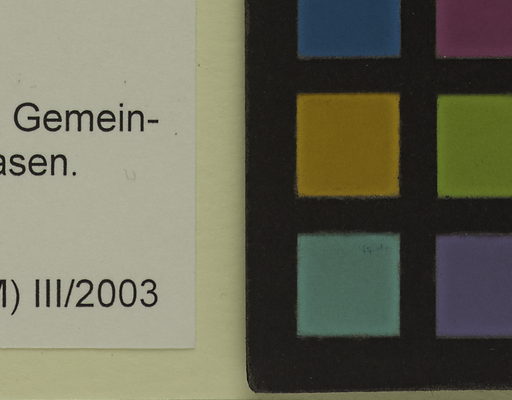 Gemein-
asen.
) III/2003